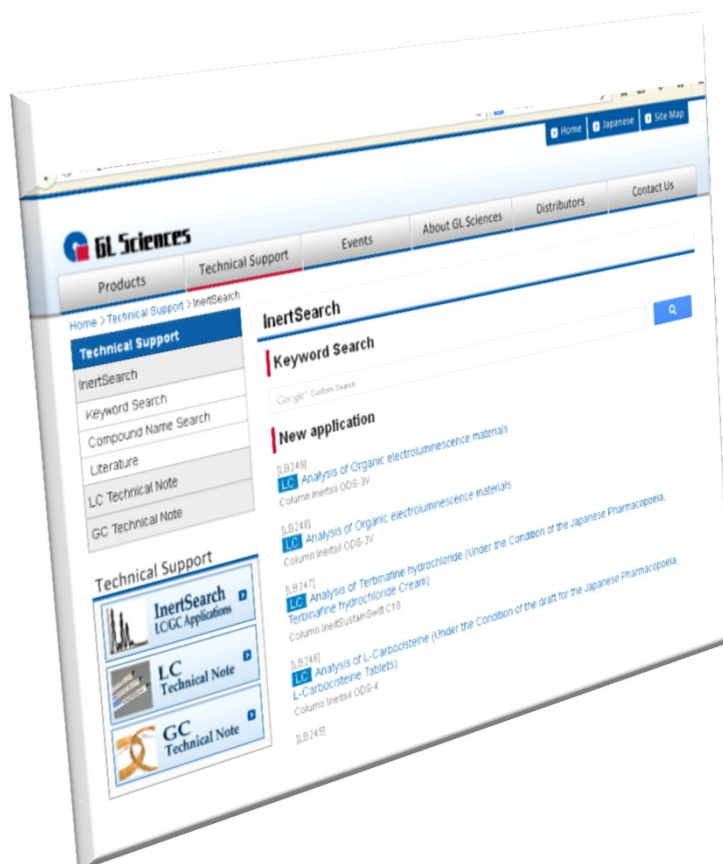 Home
Japanese
Site Map
GL Sciences
Products
Technical Support
Events
About GL Sciences
Distributors
Contact Us
Home > Technical Support > InertSearch
Technical Support
InertSearch
Keyword Search
Compound Name Search
Literature
LC Technical Note
GC Technical Note
Technical Support
InertSearch
LC/GC Applications
LC
Technical Note
GC
Technical Note
InertSearch
Keyword Search
Google Custom Search
New application
[LB249]
LC Analysis of Organic electroluminescence materials
Column:Inertsil ODS-3V
[LB248]
LC Analysis of Organic electroluminescence materials
Column:Inertsil ODS-3V
[LB247]
LC Analysis of Terbinafine hydrochloride (Under the Condition of the Japanese Pharmacopoeia,
Terbinafine hydrochloride Cream)
Column:InertSustainSwift C18
[LB246]
LC Analysis of L-Carbocisteine (Under the Condition of the draft for the Japanese Pharmacopoeia,
L-Carbocisteine Tablets)
Column:Inertsil ODS-4
[LB245]